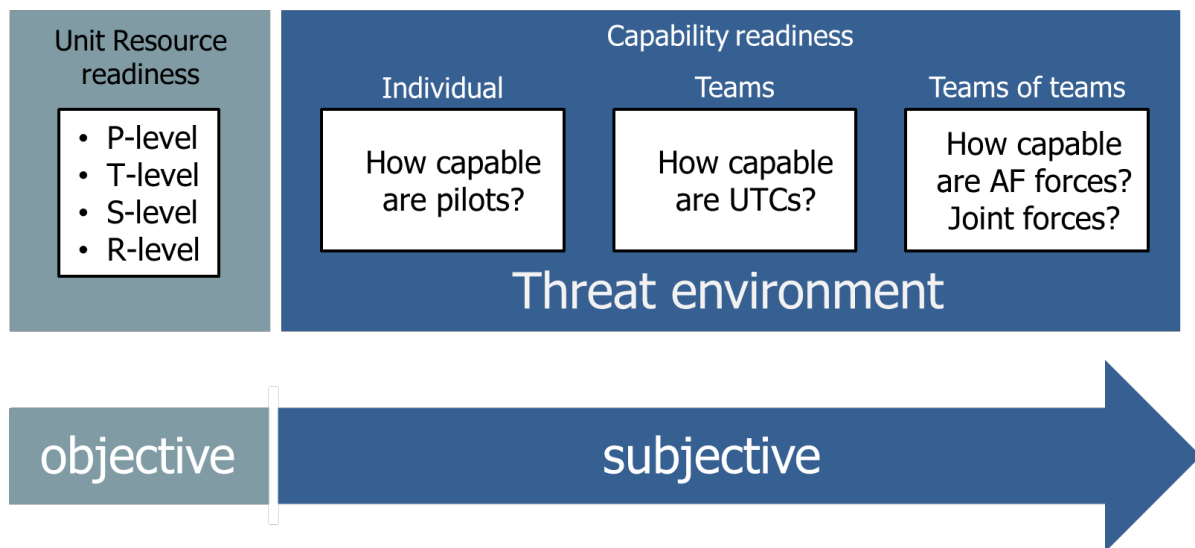 Unit Resource
readiness
• P-level
• T-level
• S-level
• R-level
Capability readiness
Individual
How capable
are pilots?
Teams
How capable
are UTCs?
Teams of teams
How capable
are AF forces?
Joint forces?
Threat environment
objective
subjective